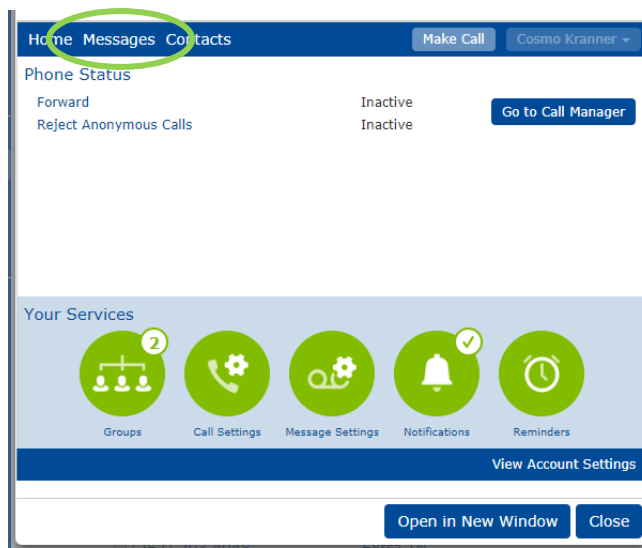 Home Messages Contacts Make Call Cosmo Kranner
Phone Status
Forward Inactive
Go to Call Manager
Reject Anonymous Calls Inactive
Your Services
2
Groups Call Settings Message Settings Notifications Reminders
View Account Settings
Open in New Window Close